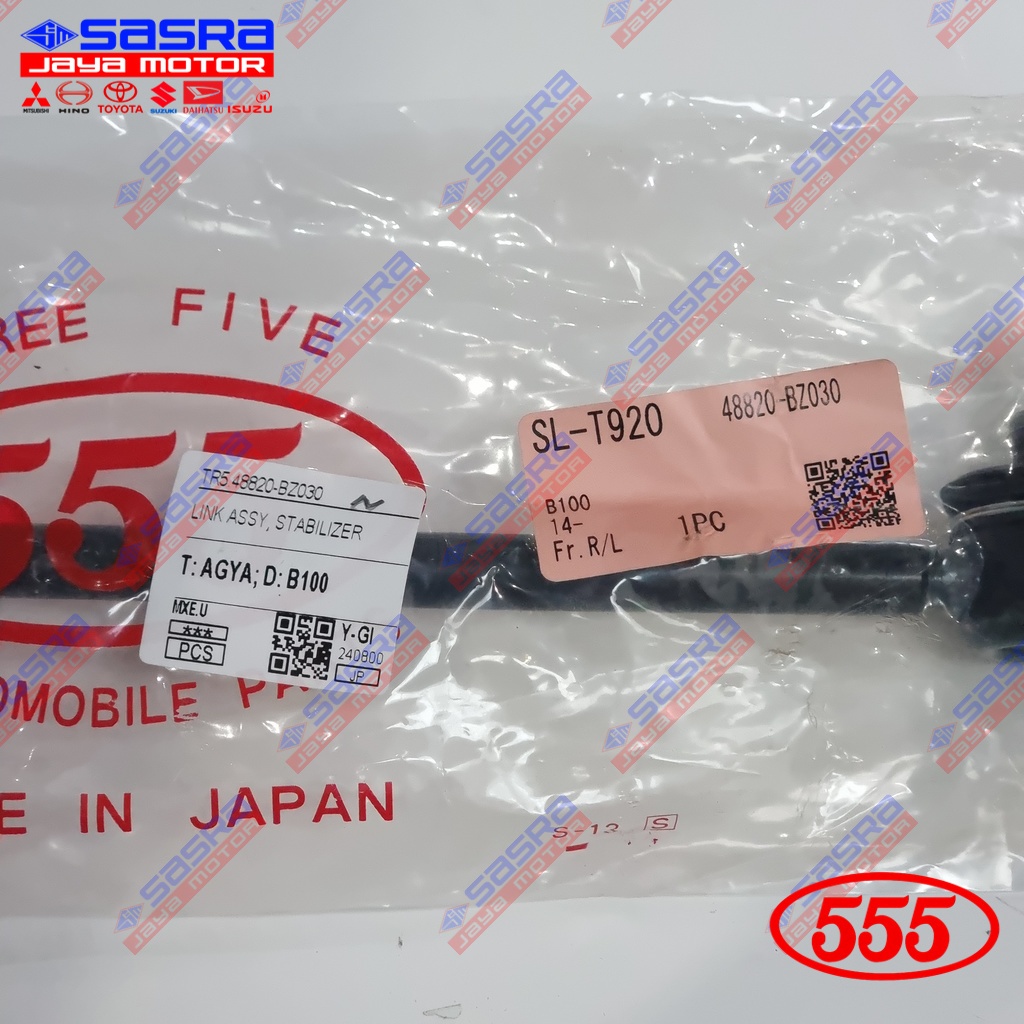 SASRA
JAYA MOTOR
MITSUBISHI HINO TOYOTA SUZUKI DAIHATSU ISUZU
REE FIVE
555
OMOBILE PA
E IN JAPAN
TR5 48820-BZ030
LINK ASSY, STABILIZER
T: AGYA; D: B100
MXE.U
***
PCS
Y-GI
240800
JP
SL-T920
48820-BZ030
B100
14-
Fr. R/L
1PC
S-13 S
555